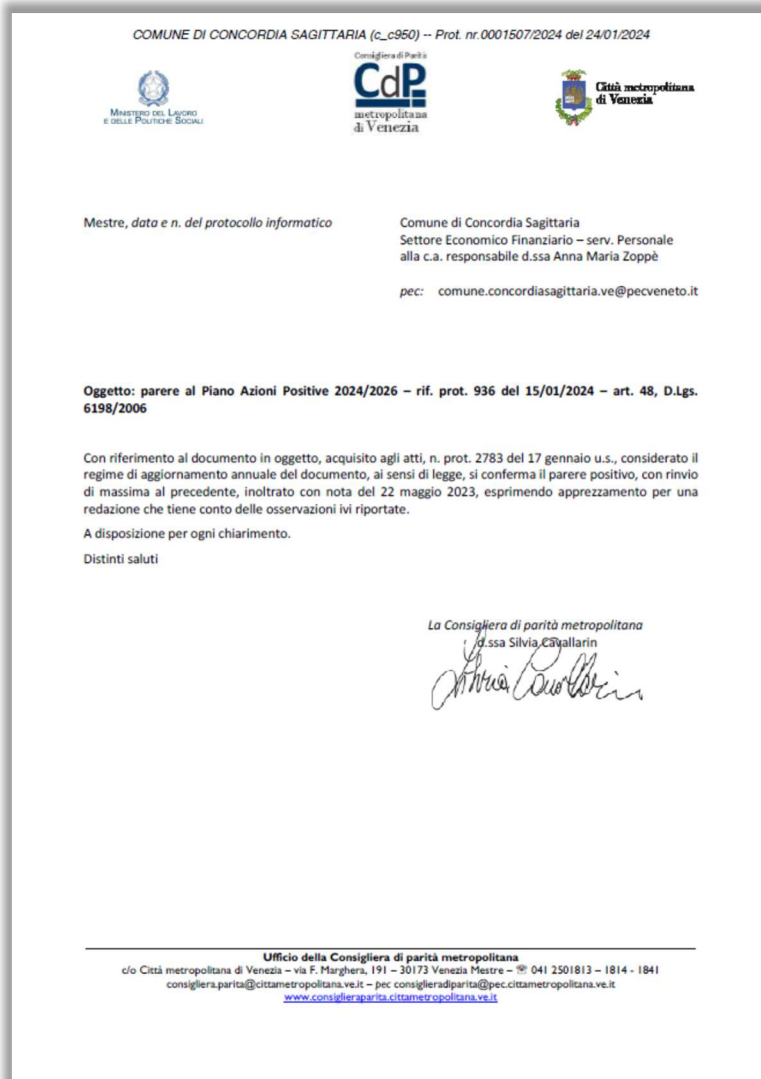 COMUNE DI CONCORDIA SAGITTARIA (c_c950) -- Prot. nr.0001507/2024 del 24/01/2024
MINISTERO DEL LAVORO
E DELLE POLITICHE SOCIALI
Consigliera di Parità
CdP
metropolitana
di Venezia
Città metropolitana
di Venezia
Mestre, data e n. del protocollo informatico
Comune di Concordia Sagittaria
Settore Economico Finanziario – serv. Personale
alla c.a. responsabile d.ssa Anna Maria Zoppè
pec: comune.concordiasagittaria.ve@pecveneto.it
Oggetto: parere al Piano Azioni Positive 2024/2026 – rif. prot. 936 del 15/01/2024 – art. 48, D.Lgs.
6198/2006
Con riferimento al documento in oggetto, acquisito agli atti, n. prot. 2783 del 17 gennaio u.s., considerato il
regime di aggiornamento annuale del documento, ai sensi di legge, si conferma il parere positivo, con rinvio
di massima al precedente, inoltrato con nota del 22 maggio 2023, esprimendo apprezzamento per una
redazione che tiene conto delle osservazioni ivi riportate.
A disposizione per ogni chiarimento.
Distinti saluti
La Consigliera di parità metropolitana
d.ssa Silvia Cavallarin
Silvia Cavallarin
Ufficio della Consigliera di parità metropolitana
c/o Città metropolitana di Venezia – via F. Marghera, 191 – 30173 Venezia Mestre – ☏ 041 2501813 – 1814 - 1841
consigliera.parita@cittametropolitana.ve.it – pec consiglieradiparita@pec.cittametropolitana.ve.it
www.consiglieraparita.cittametropolitana.ve.it